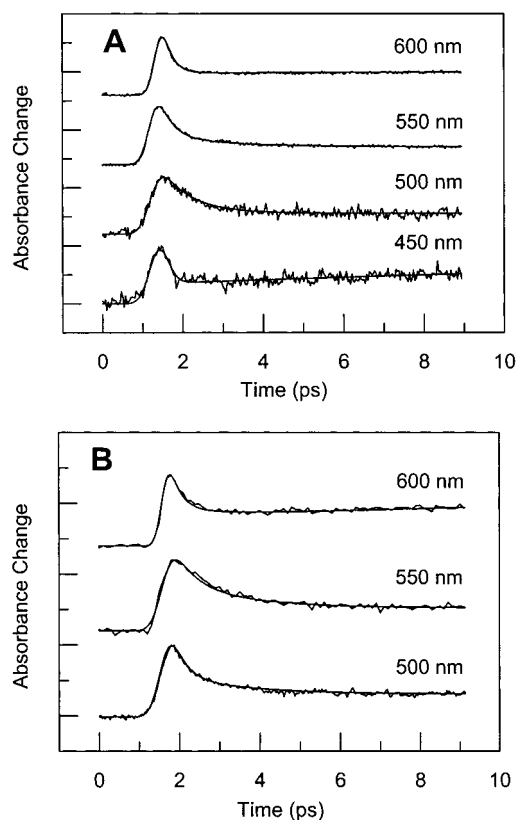 A
600 nm
550 nm
500 nm
450 nm
Absorbance Change
0 2 4 6 8 10
Time (ps)
B
600 nm
550 nm
500 nm
Absorbance Change
0 2 4 6 8 10
Time (ps)